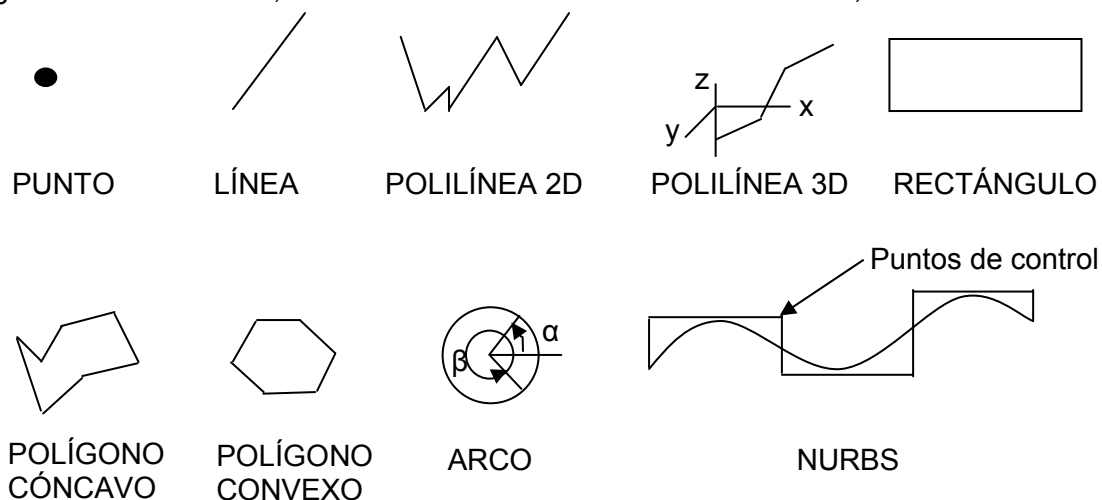 PUNTO LÍNEA POLILÍNEA 2D POLILÍNEA 3D RECTÁNGULO
z
x
y
Puntos de control
α
β
POLÍGONO CÓNCAVO
POLÍGONO CONVEXO
ARCO
NURBS